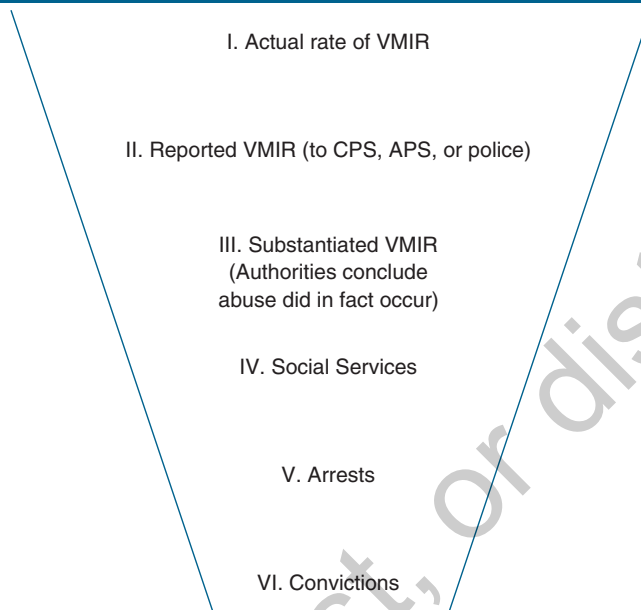 I. Actual rate of VMIR
II. Reported VMIR (to CPS, APS, or police)
III. Substantiated VMIR
(Authorities conclude
abuse did in fact occur)
IV. Social Services
V. Arrests
VI. Convictions
, or